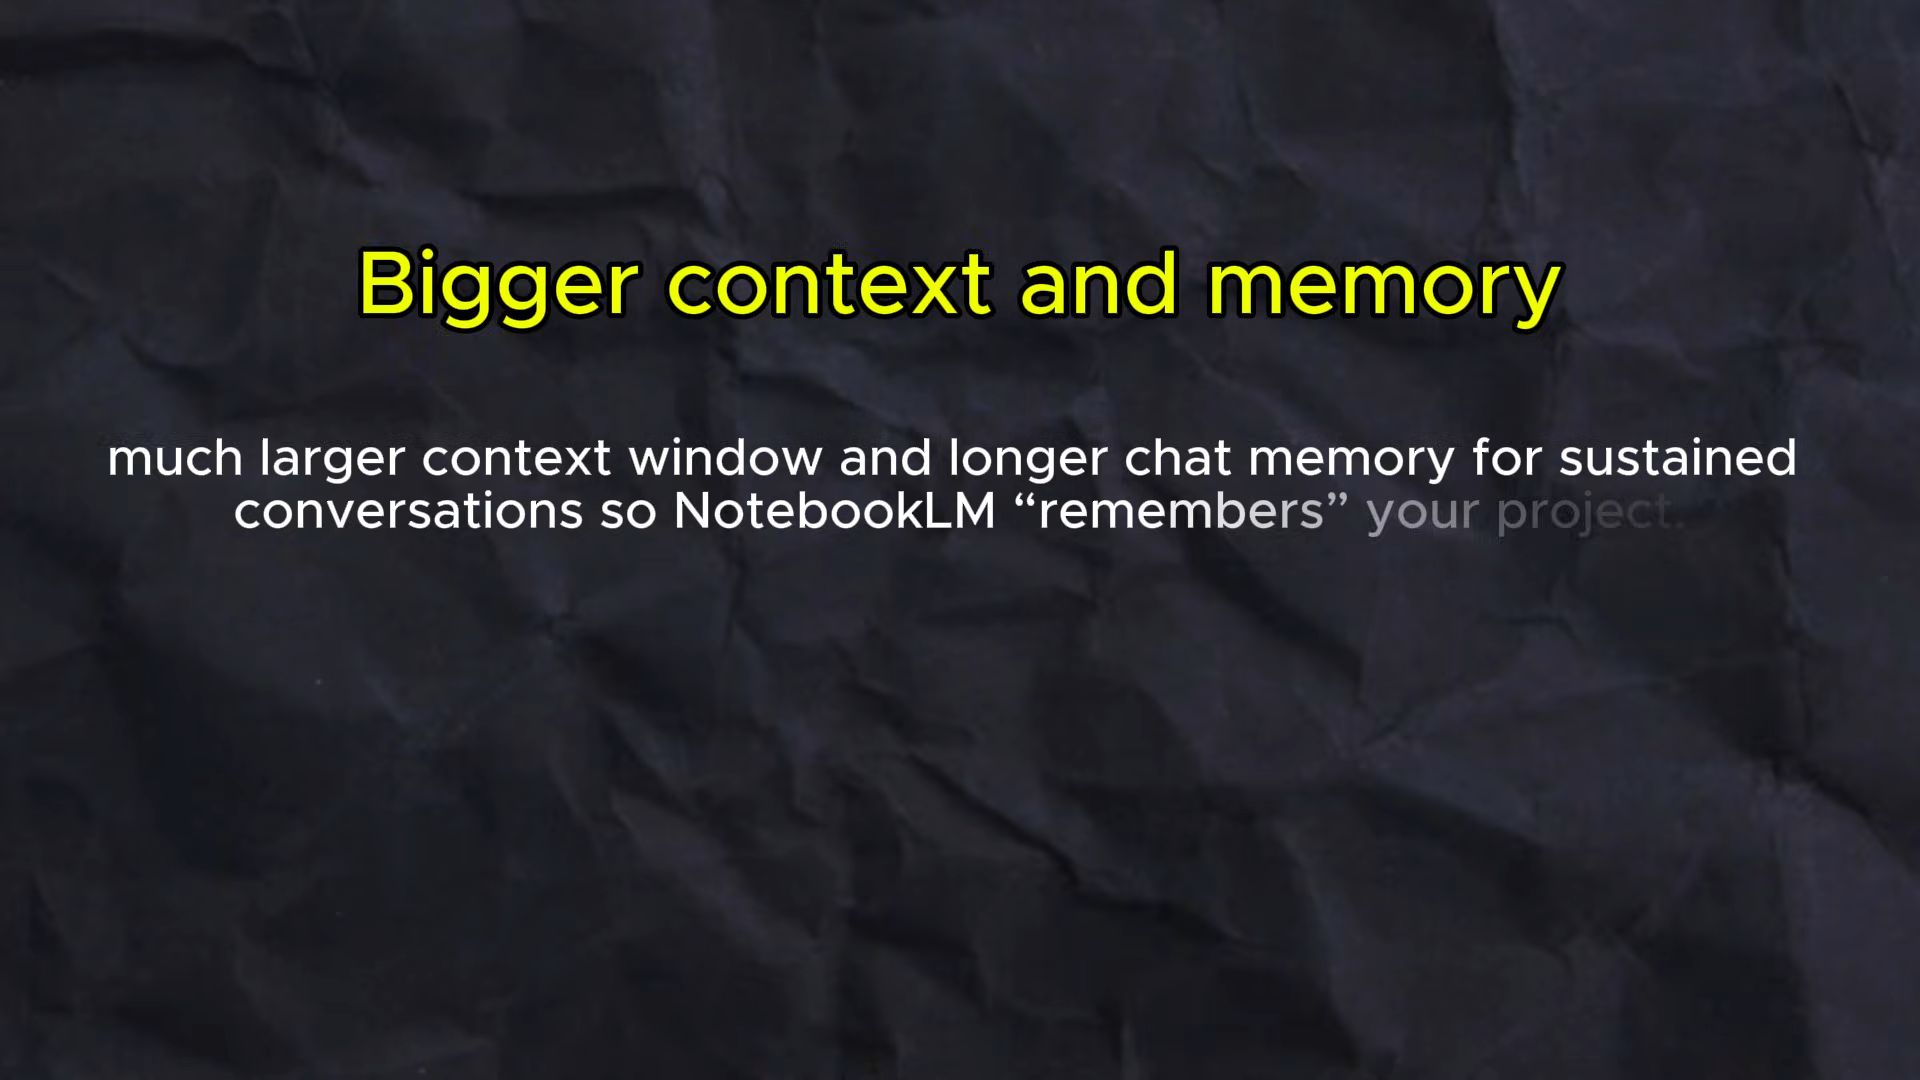 Bigger context and memory
much larger context window and longer chat memory for sustained
conversations so NotebookLM “remembers” your project.